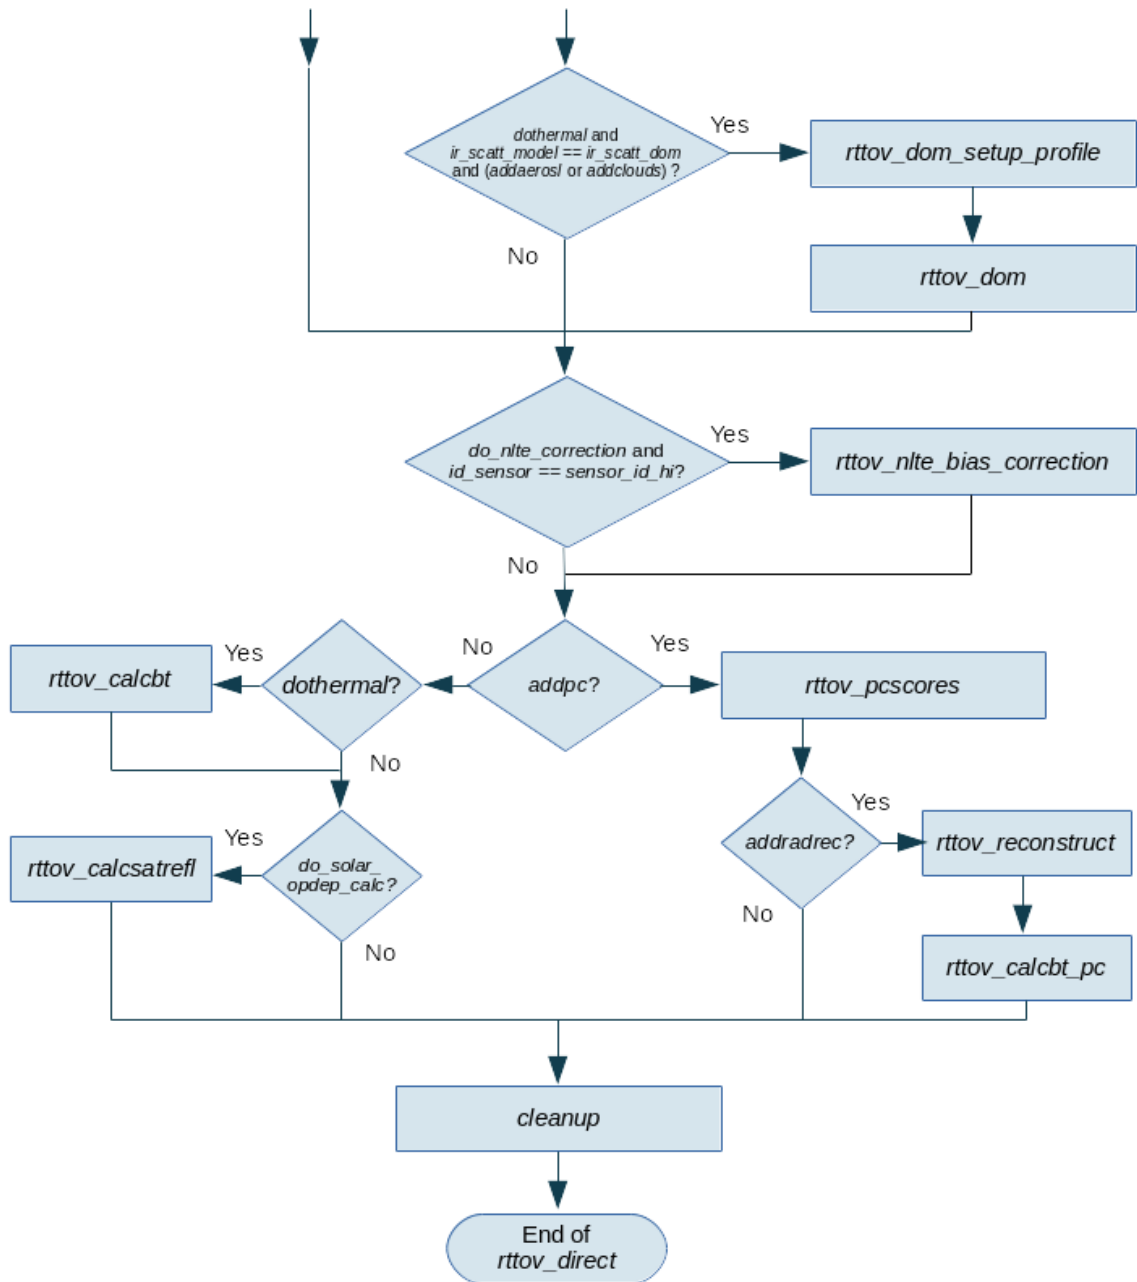 dothermal and
ir_scatt_model == ir_scatt_dom
and (addaerosl or addclouds) ?
Yes
rttov_dom_setup_profile
No
rttov_dom
do_nlte_correction and
id_sensor == sensor_id_hi?
Yes
rttov_nlte_bias_correction
No
addpc?
No
Yes
dothermal?
Yes
rttov_calcbt
No
rttov_pcscores
do_solar_
opdep_calc?
Yes
rttov_calcsatrefl
No
addradrec?
Yes
rttov_reconstruct
No
rttov_calcbt_pc
cleanup
End of
rttov_direct